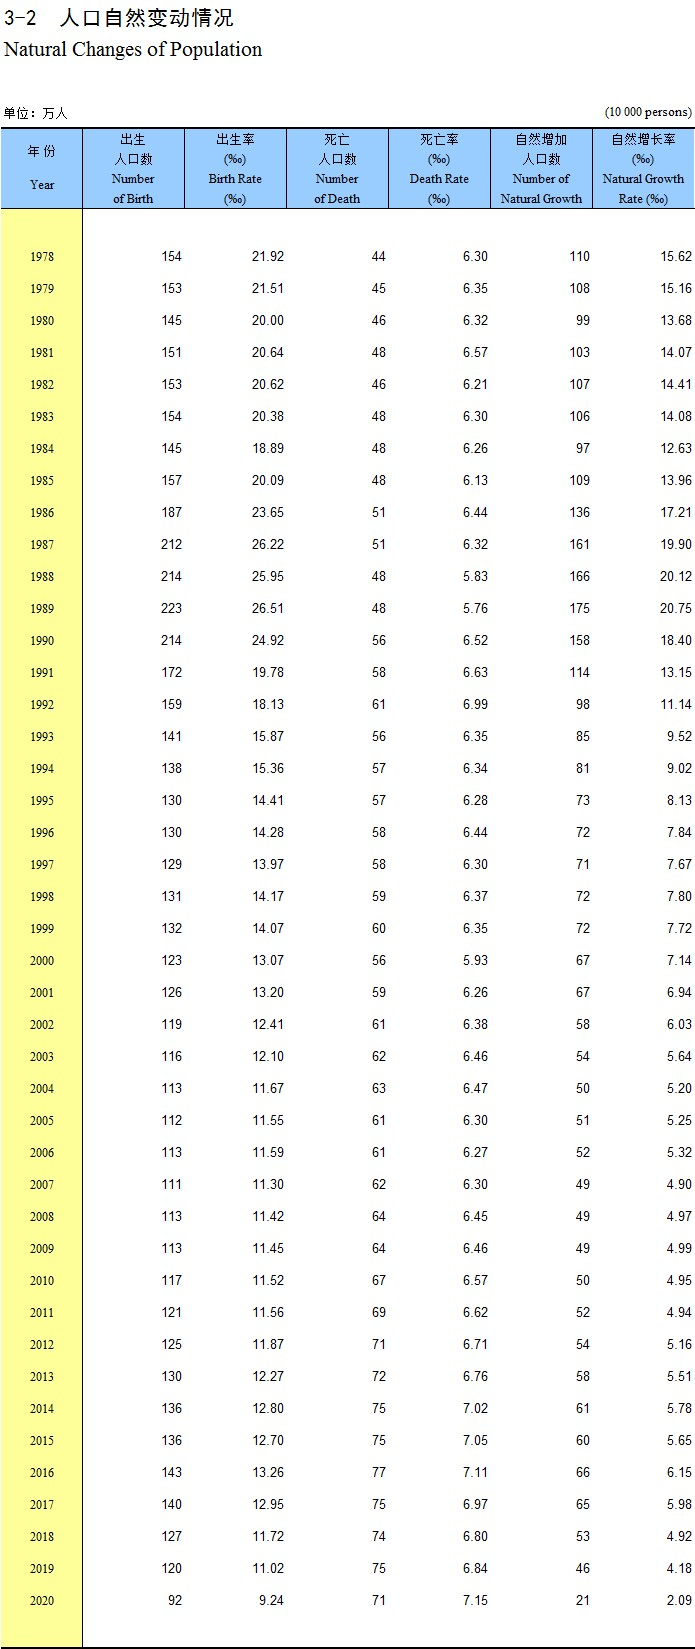 3-2 人口自然变动情况
Natural Changes of Population
单位：万人 (10 000 persons)
年 份 Year 出生 人口数 Number of Birth 出生率 (‰) Birth Rate (‰) 死亡 人口数 Number of Death 死亡率 (‰) Death Rate (‰) 自然增加 人口数 Number of Natural Growth 自然增长率 (‰) Natural Growth Rate (‰)
1978 154 21.92 44 6.30 110 15.62
1979 153 21.51 45 6.35 108 15.16
1980 145 20.00 46 6.32 99 13.68
1981 151 20.64 48 6.57 103 14.07
1982 153 20.62 46 6.21 107 14.41
1983 154 20.38 48 6.30 106 14.08
1984 145 18.89 48 6.26 97 12.63
1985 157 20.09 48 6.13 109 13.96
1986 187 23.65 51 6.44 136 17.21
1987 212 26.22 51 6.32 161 19.90
1988 214 25.95 48 5.83 166 20.12
1989 223 26.51 48 5.76 175 20.75
1990 214 24.92 56 6.52 158 18.40
1991 172 19.78 58 6.63 114 13.15
1992 159 18.13 61 6.99 98 11.14
1993 141 15.87 56 6.35 85 9.52
1994 138 15.36 57 6.34 81 9.02
1995 130 14.41 57 6.28 73 8.13
1996 130 14.28 58 6.44 72 7.84
1997 129 13.97 58 6.30 71 7.67
1998 131 14.17 59 6.37 72 7.80
1999 132 14.07 60 6.35 72 7.72
2000 123 13.07 56 5.93 67 7.14
2001 126 13.20 59 6.26 67 6.94
2002 119 12.41 61 6.38 58 6.03
2003 116 12.10 62 6.46 54 5.64
2004 113 11.67 63 6.47 50 5.20
2005 112 11.55 61 6.30 51 5.25
2006 113 11.59 61 6.27 52 5.32
2007 111 11.30 62 6.30 49 4.90
2008 113 11.42 64 6.45 49 4.97
2009 113 11.45 64 6.46 49 4.99
2010 117 11.52 67 6.57 50 4.95
2011 121 11.56 69 6.62 52 4.94
2012 125 11.87 71 6.71 54 5.16
2013 130 12.27 72 6.76 58 5.51
2014 136 12.80 75 7.02 61 5.78
2015 136 12.70 75 7.05 60 5.65
2016 143 13.26 77 7.11 66 6.15
2017 140 12.95 75 6.97 65 5.98
2018 127 11.72 74 6.80 53 4.92
2019 120 11.02 75 6.84 46 4.18
2020 92 9.24 71 7.15 21 2.09